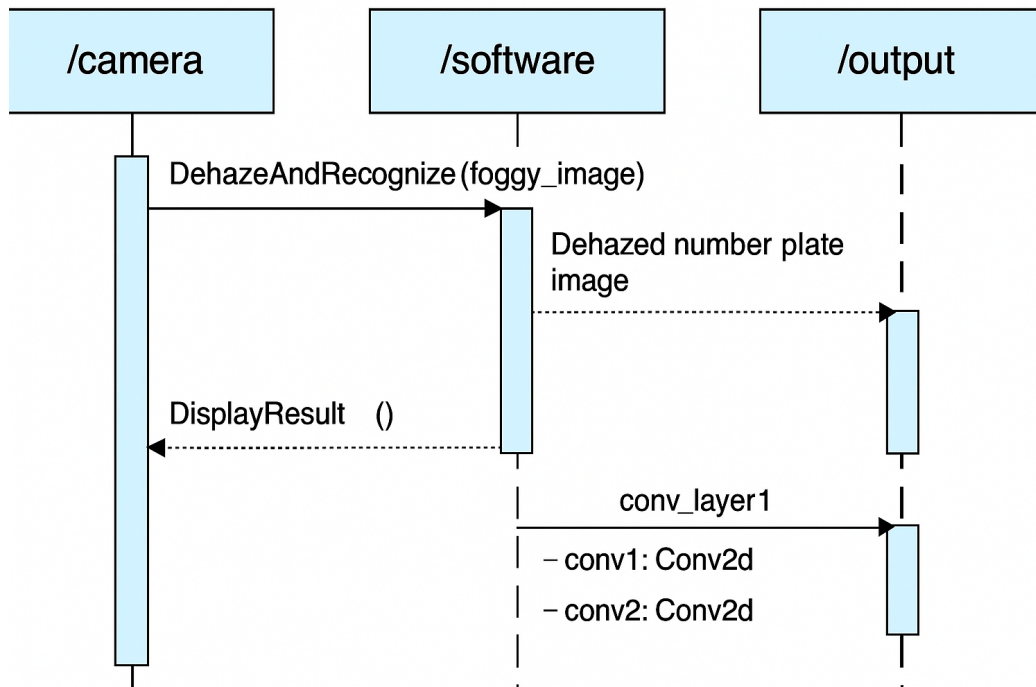 /camera
/software
/output
DehazeAndRecognize(foggy_image)
Dehazed number plate
image
DisplayResult ()
conv_layer1
– conv1: Conv2d
– conv2: Conv2d